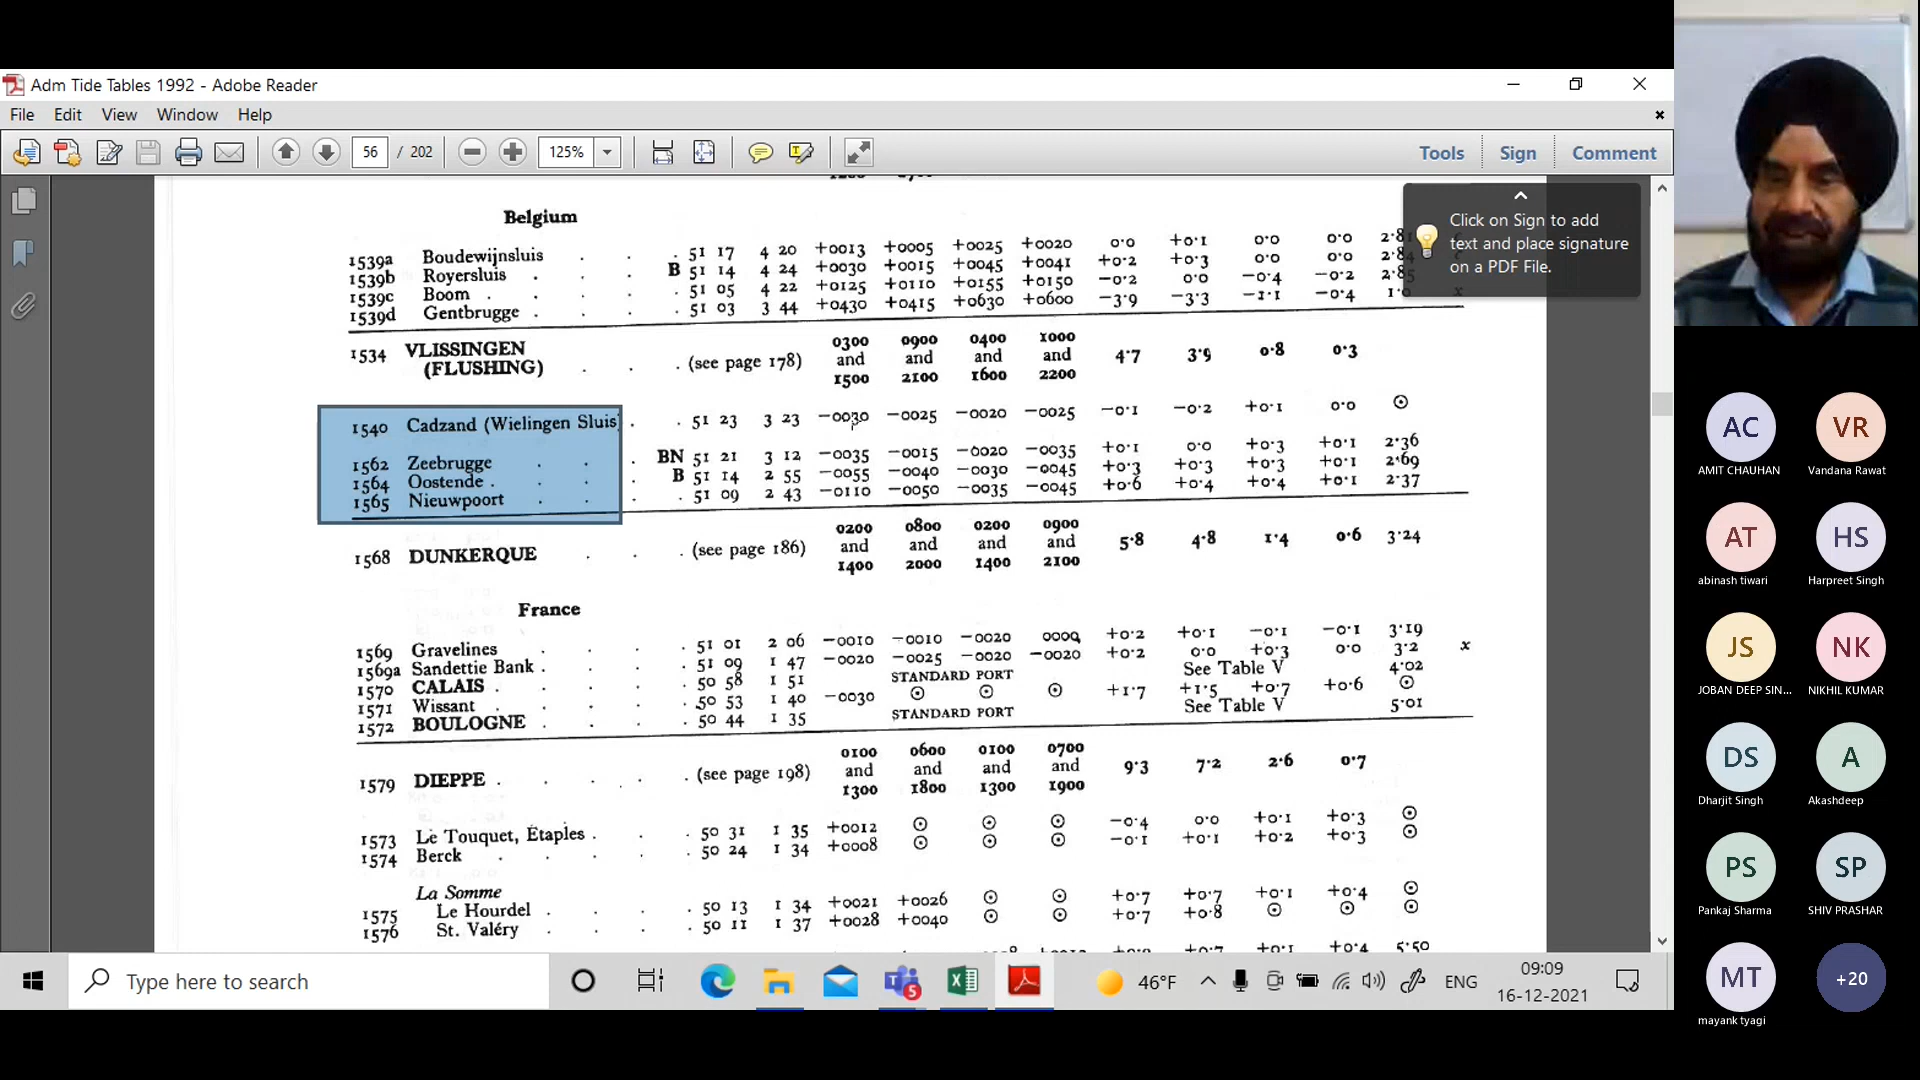 Adm Tide Tables 1992 - Adobe Reader
File Edit View Window Help
56 / 202 125% Tools Sign Comment
Click on Sign to add
text and place signature
on a PDF File.
Belgium
1539a Boudewijnsluis . . . 51 17 4 20 +0013 +0005 +0025 +0020 0·0 +0·1 0·0 0·0
1539b Royersluis . . . B 51 14 4 24 +0030 +0015 +0045 +0041 +0·2 +0·3 0·0 0·0
1539c Boom . . . . 51 05 4 22 +0125 +0110 +0155 +0150 −0·2 0·0 −0·4 −0·2
1539d Gentbrugge . . . . 51 03 3 44 +0430 +0415 +0630 +0600 −3·9 −3·3 −1·1 −0·4
0300 0900 0400 1000
1534 VLISSINGEN and and and and 4·7 3·9 0·8 0·3
(FLUSHING) . . . (see page 178) 1500 2100 1600 2200
1540 Cadzand (Wielingen Sluis) . . 51 23 3 23 −0030 −0025 −0020 −0025 −0·1 −0·2 +0·1 0·0 ⊙
1562 Zeebrugge . . . BN 51 21 3 12 −0035 −0015 −0020 −0035 +0·1 0·0 +0·3 +0·1 2·36
1564 Oostende . . . . B 51 14 2 55 −0055 −0040 −0030 −0045 +0·3 +0·3 +0·3 +0·1 2·69
1565 Nieuwpoort . . . . 51 09 2 43 −0110 −0050 −0035 −0045 +0·6 +0·4 +0·4 +0·1 2·37
0200 0800 0200 0900
1568 DUNKERQUE . . . (see page 186) and and and and 5·8 4·8 1·4 0·6 3·24
1400 2000 1400 2100
France
1569 Gravelines . . . . 51 01 2 06 −0010 −0010 −0020 0000 +0·2 +0·1 −0·1 −0·1 3·19
1569a Sandettie Bank . . . . 51 09 1 47 −0020 −0025 −0020 −0020 +0·2 0·0 +0·3 0·0 3·2 x
1570 CALAIS . . . . 50 58 1 51 STANDARD PORT See Table V 4·02
1571 Wissant . . . . 50 53 1 40 −0030 ⊙ ⊙ ⊙ +1·7 +1·5 +0·7 +0·6 ⊙
1572 BOULOGNE . . . . 50 44 1 35 STANDARD PORT See Table V 5·01
0100 0600 0100 0700
1579 DIEPPE . . . . (see page 198) and and and and 9·3 7·2 2·6 0·7
1300 1800 1300 1900
1573 Le Touquet, Étaples . . . 50 31 1 35 +0012 ⊙ ⊙ ⊙ −0·4 0·0 +0·1 +0·3 ⊙
1574 Berck . . . . 50 24 1 34 +0008 ⊙ ⊙ ⊙ −0·1 +0·1 +0·2 +0·3 ⊙
La Somme
1575 Le Hourdel . . . . 50 13 1 34 +0021 +0026 ⊙ ⊙ +0·7 +0·7 +0·1 +0·4 ⊙
1576 St. Valéry . . . . 50 11 1 37 +0028 +0040 ⊙ ⊙ +0·7 +0·8 ⊙ ⊙ ⊙
+0·7 +0·1 +0·4 5·50
Type here to search
5
46°F
ENG
09:09
16-12-2021
AC VR
AMIT CHAUHAN Vandana Rawat
AT HS
abinash tiwari Harpreet Singh
JS NK
JOBAN DEEP SIN... NIKHIL KUMAR
DS A
Dharjit Singh Akashdeep
PS SP
Pankaj Sharma SHIV PRASHAR
MT +20
mayank tyagi